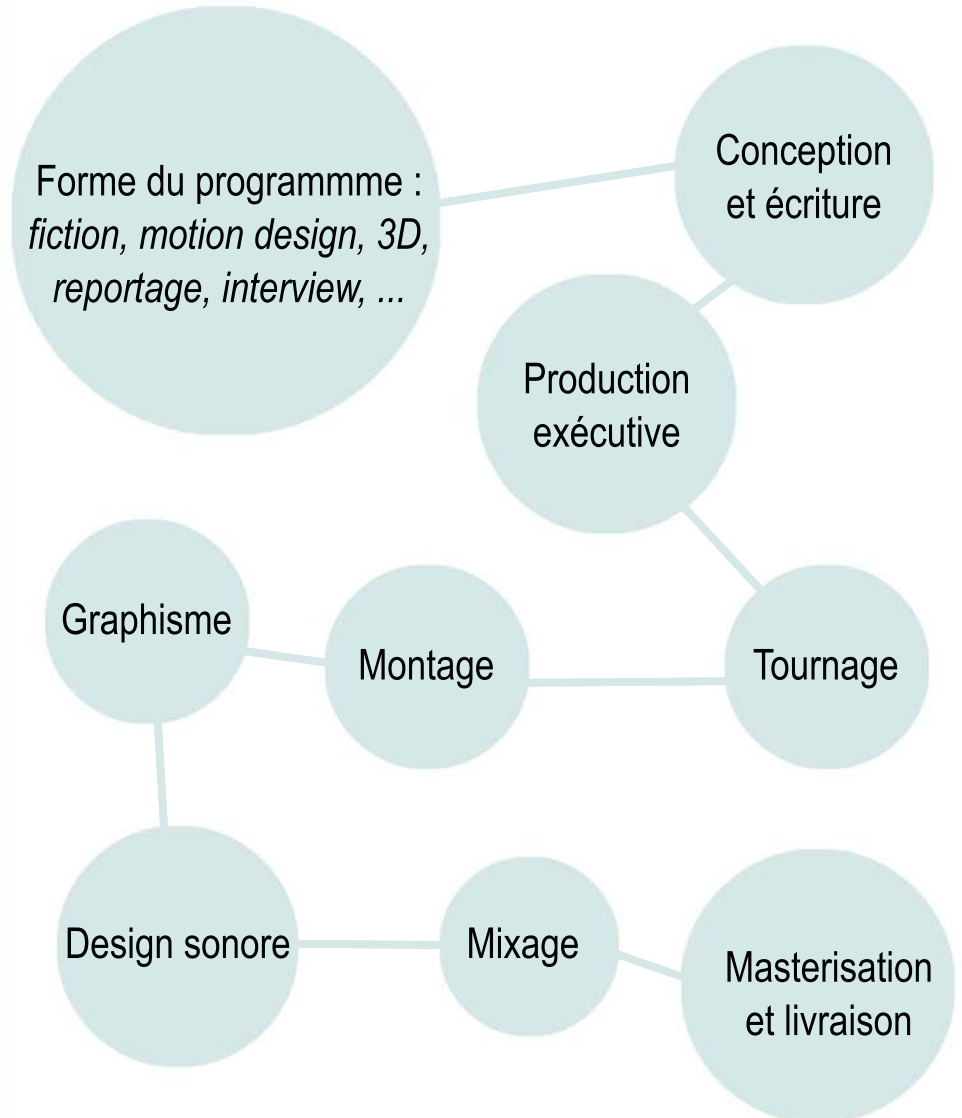 Forme du programmme :
fiction, motion design, 3D,
reportage, interview, ...
Conception
et écriture
Production
exécutive
Tournage
Montage
Graphisme
Design sonore
Mixage
Masterisation
et livraison